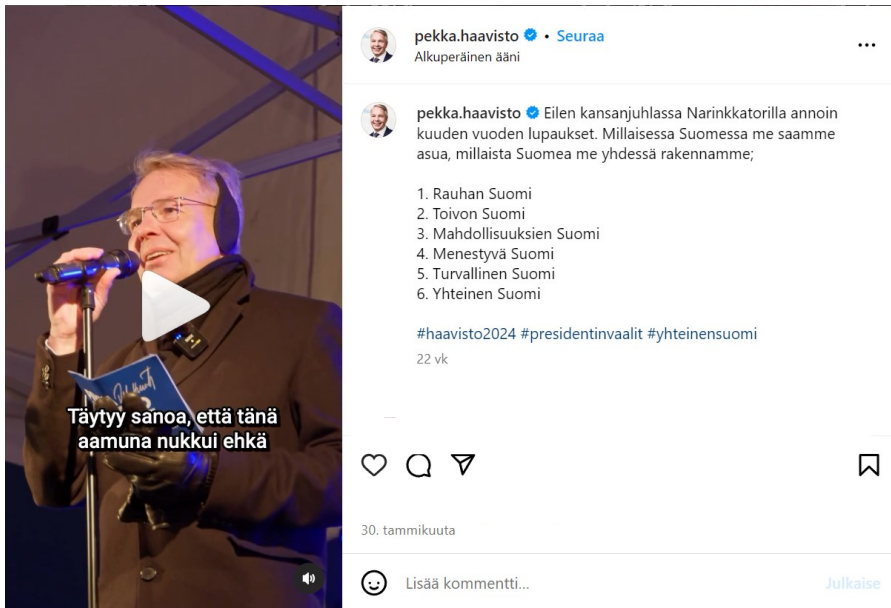 pekka.haavisto • Seuraa
Alkuperäinen ääni
pekka.haavisto Eilen kansanjuhlassa Narinkkatorilla annoin
kuuden vuoden lupaukset. Millaisessa Suomessa me saamme
asua, millaista Suomea me yhdessä rakennamme;
1. Rauhan Suomi
2. Toivon Suomi
3. Mahdollisuuksien Suomi
4. Menestyvä Suomi
5. Turvallinen Suomi
6. Yhteinen Suomi
#haavisto2024 #presidentinvaalit #yhteinensuomi
22 vk
Täytyy sanoa, että tänä
aamuna nukkui ehkä
30. tammikuuta
Lisää kommentti...
Julkaise